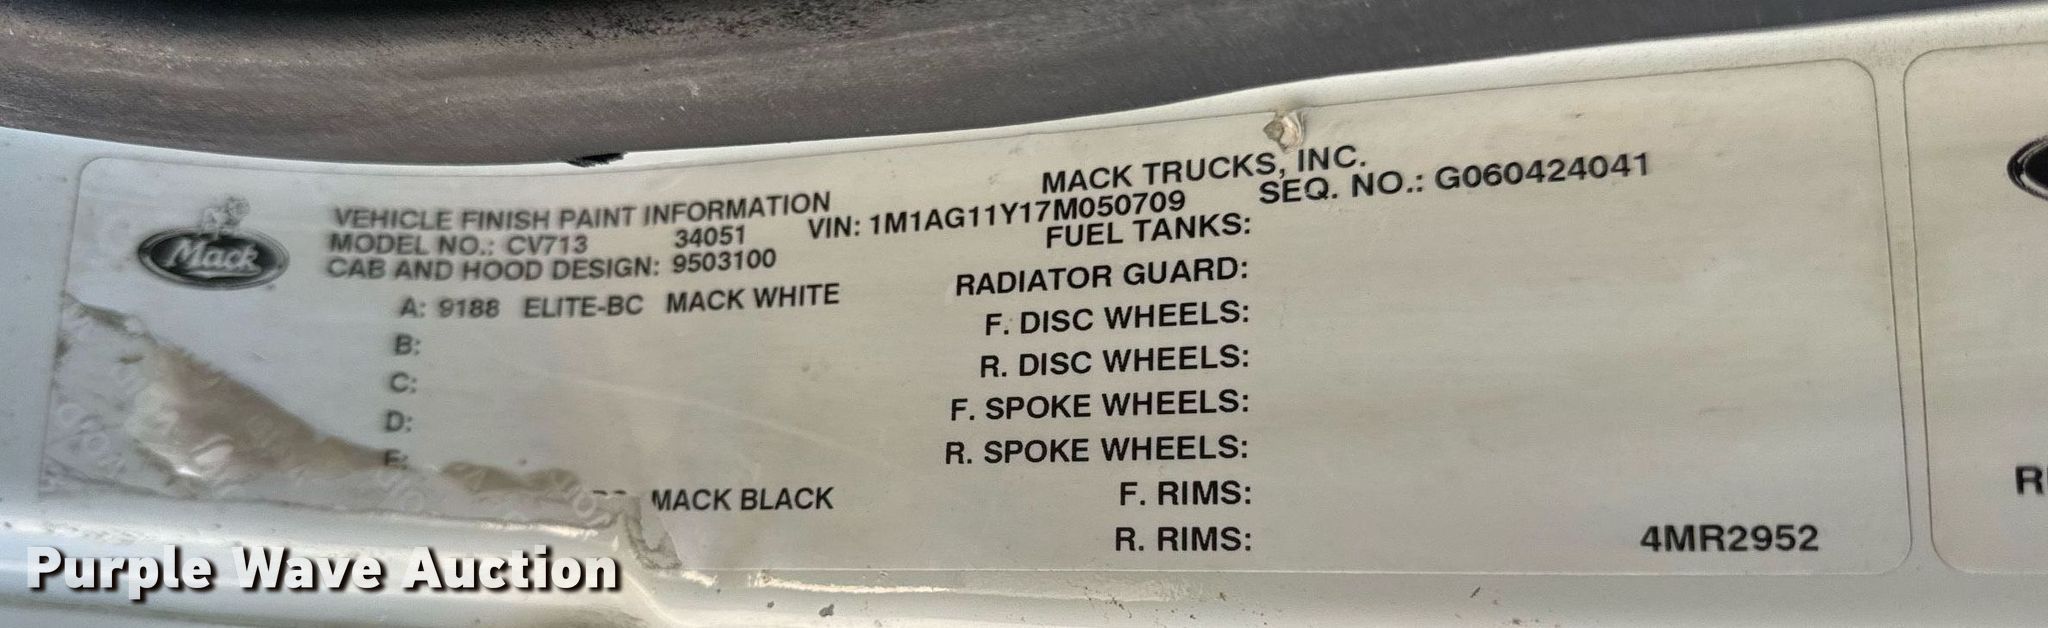 MACK TRUCKS, INC.
Mack
VEHICLE FINISH PAINT INFORMATION
MODEL NO.: CV713 34051 VIN: 1M1AG11Y17M050709 SEQ. NO.: G060424041
CAB AND HOOD DESIGN: 9503100
A: 9188 ELITE-BC MACK WHITE
B:
C:
D:
E:
MACK BLACK
FUEL TANKS:
RADIATOR GUARD:
F. DISC WHEELS:
R. DISC WHEELS:
F. SPOKE WHEELS:
R. SPOKE WHEELS:
F. RIMS:
R. RIMS:
4MR2952
Purple Wave Auction